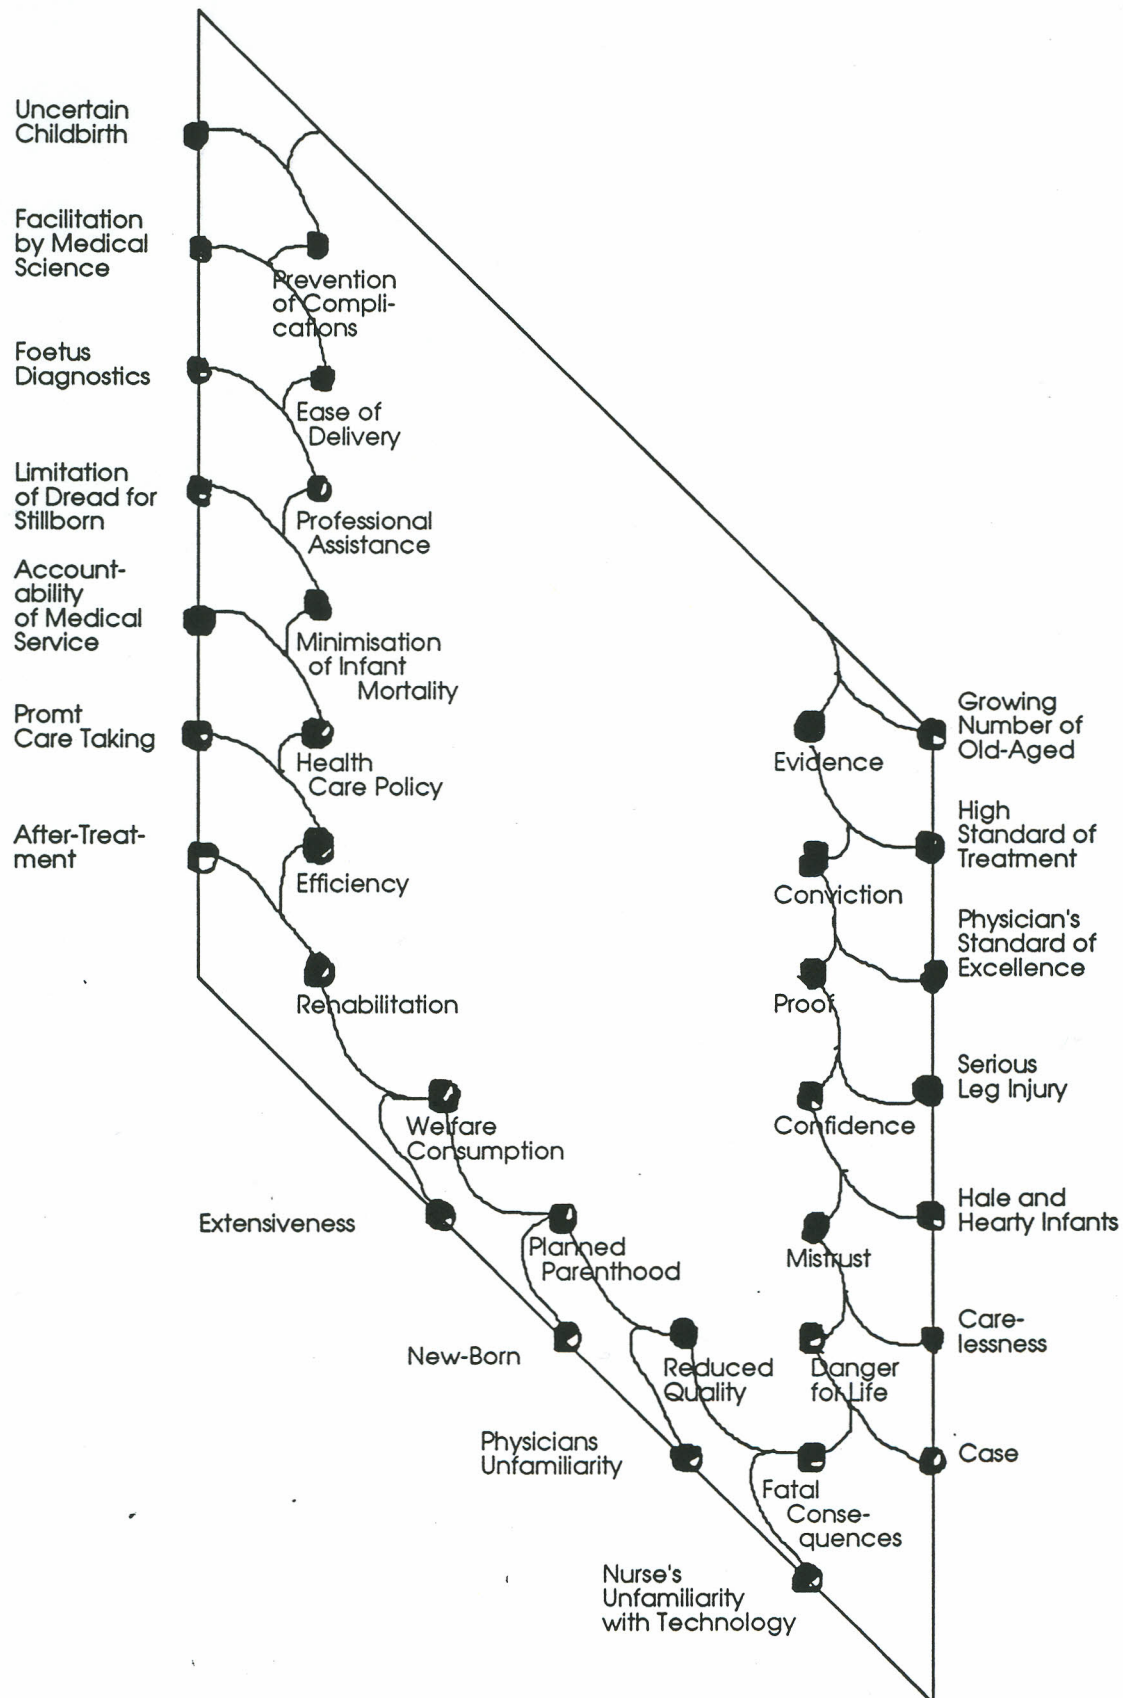 Uncertain
Childbirth
Facilitation
by Medical
Science
Prevention
of Compli-
cations
Foetus
Diagnostics
Ease of
Delivery
Limitation
of Dread for
Stillborn
Professional
Assistance
Account-
ability
of Medical
Service
Minimisation
of Infant
Mortality
Promt
Care Taking
Health
Care Policy
After-Treat-
ment
Efficiency
Rehabilitation
Welfare
Consumption
Extensiveness
Planned
Parenthood
New-Born
Reduced
Quality
Physicians
Unfamiliarity
Fatal
Conse-
quences
Nurse's
Unfamiliarity
with Technology
Growing
Number of
Old-Aged
Evidence
High
Standard of
Treatment
Conviction
Physician's
Standard of
Excellence
Proof
Serious
Leg Injury
Confidence
Hale and
Hearty Infants
Mistrust
Care-
lessness
Danger
for Life
Case